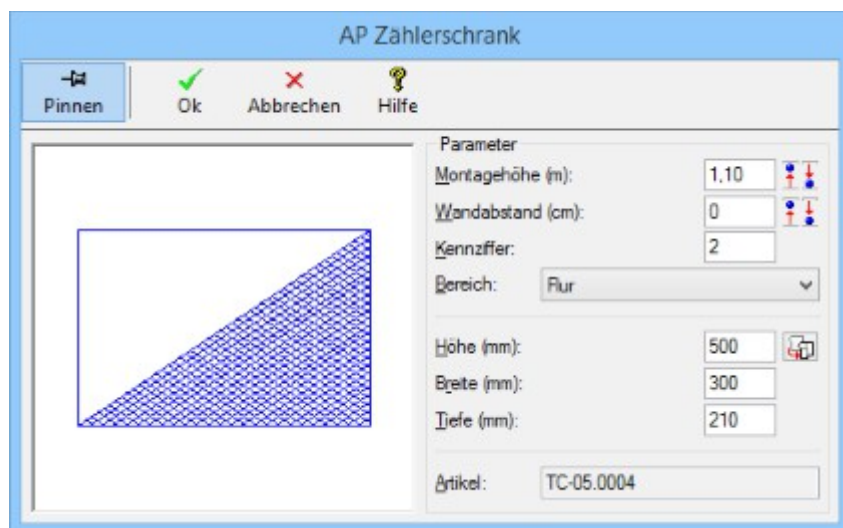 AP Zählerschrank
Pinnen Ok Abbrechen Hilfe
Parameter
Montagehöhe (m): 1,10
Wandabstand (cm): 0
Kennziffer: 2
Bereich: Flur
Höhe (mm): 500
Breite (mm): 300
Tiefe (mm): 210
Artikel: TC-05.0004